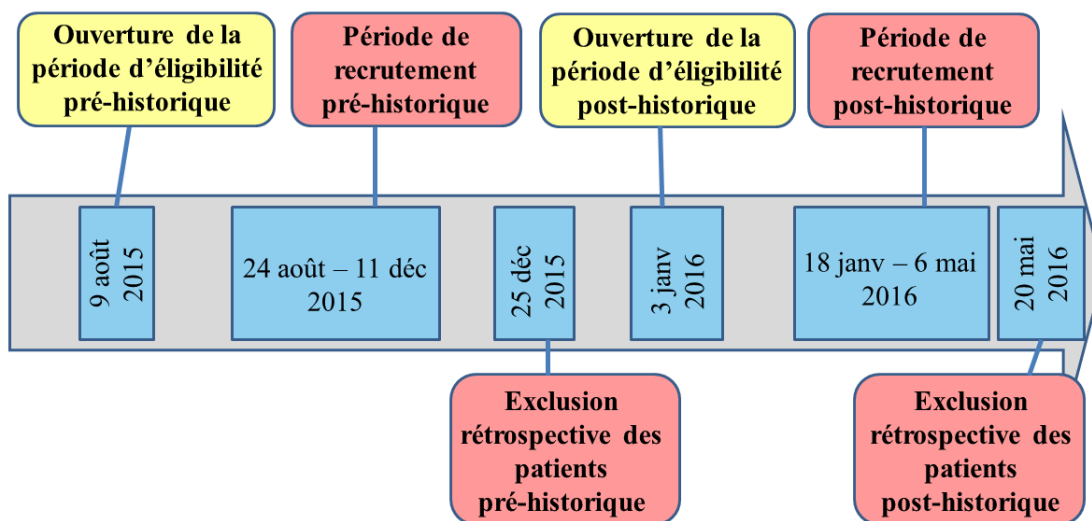 Ouverture de la
période d’éligibilité
pré-historique
Période de
recrutement
pré-historique
Ouverture de la
période d’éligibilité
post-historique
Période de
recrutement
post-historique
9 août
2015
24 août – 11 déc
2015
25 déc
2015
3 janv
2016
18 janv – 6 mai
2016
20 mai
2016
Exclusion
rétrospective des
patients
pré-historique
Exclusion
rétrospective des
patients
post-historique